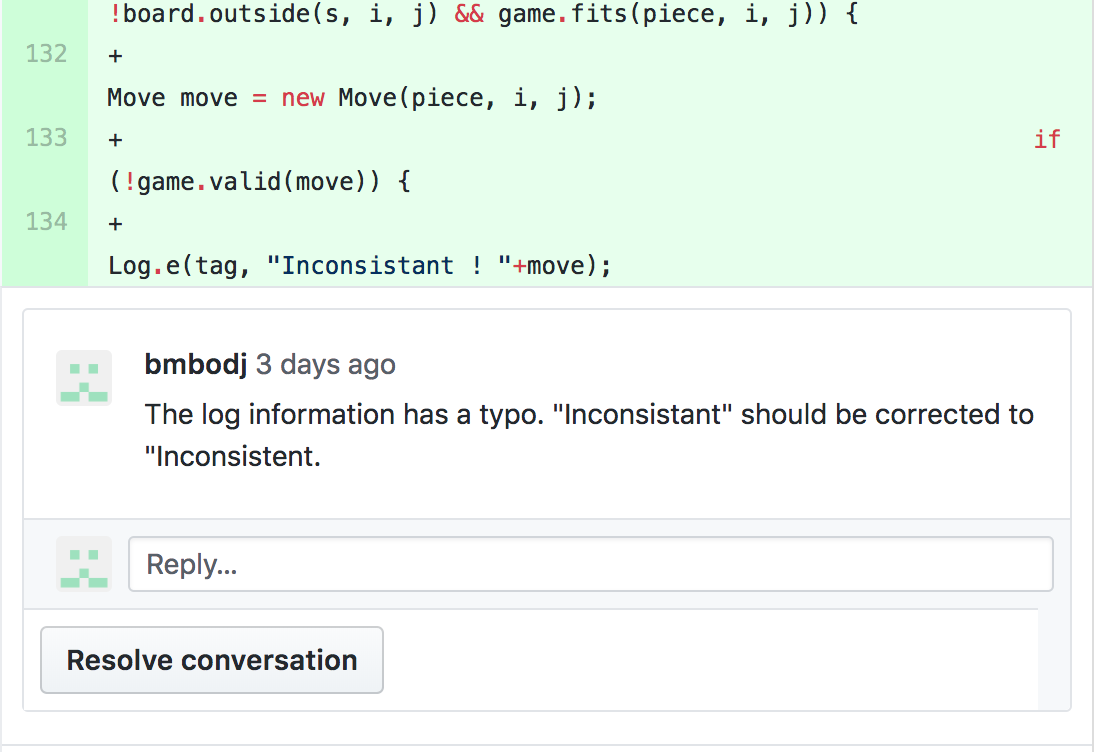 !board.outside(s, i, j) && game.fits(piece, i, j)) {
132 +
Move move = new Move(piece, i, j);
133 + if
(!game.valid(move)) {
134 +
Log.e(tag, "Inconsistant ! "+move);
bmbodj 3 days ago
The log information has a typo. "Inconsistant" should be corrected to
"Inconsistent.
Reply...
Resolve conversation